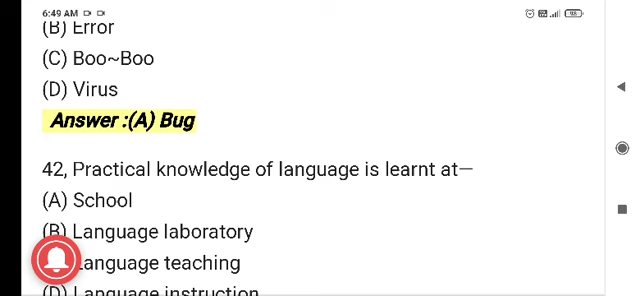 6:49 AM
98
(B) Error
(C) Boo~Boo
(D) Virus
Answer :(A) Bug
42, Practical knowledge of language is learnt at—
(A) School
(B) Language laboratory
Language teaching
(D) Language instruction